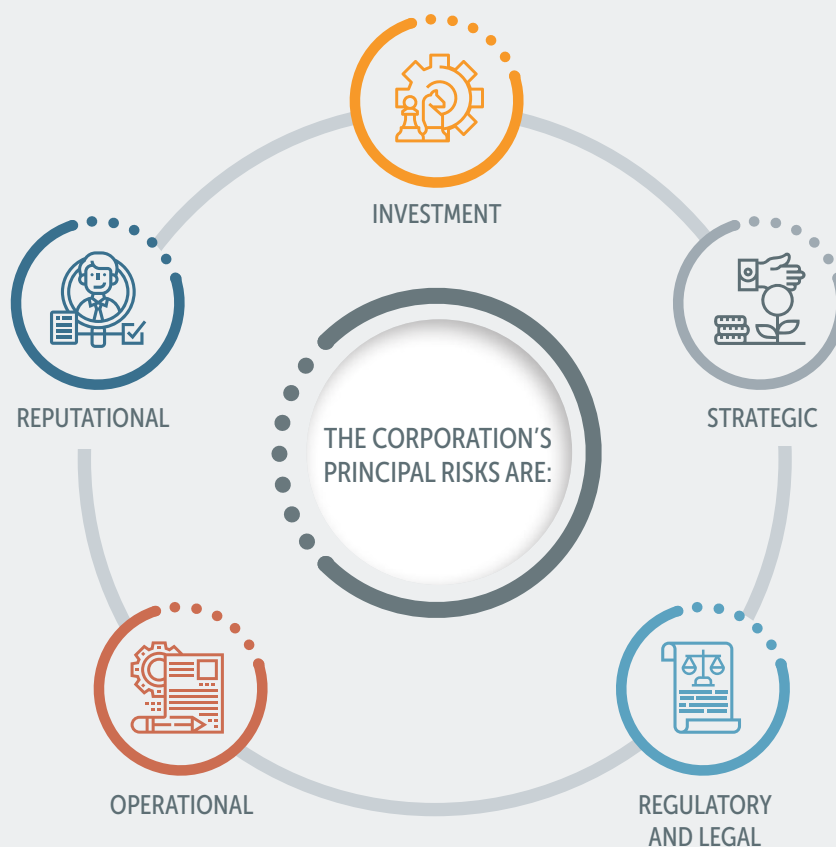 INVESTMENT
REPUTATIONAL
STRATEGIC
THE CORPORATION'S
PRINCIPAL RISKS ARE:
OPERATIONAL
REGULATORY
AND LEGAL